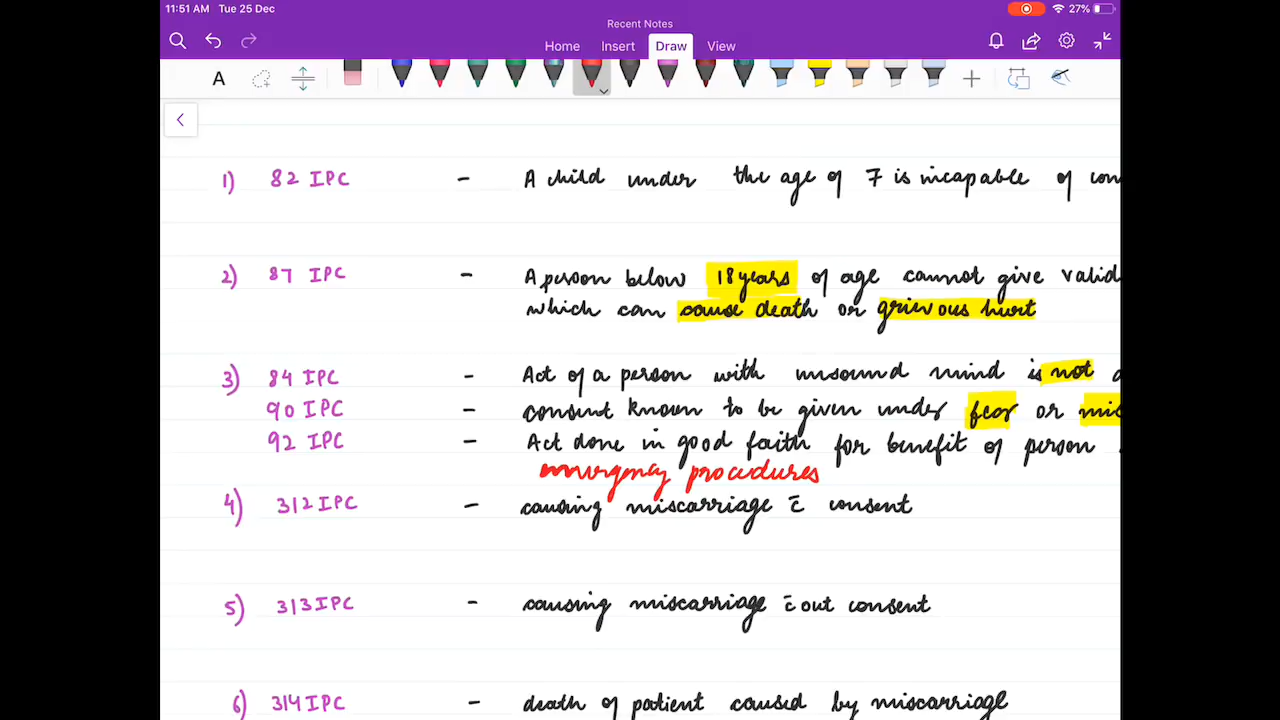 11:51 AM Tue 25 Dec
27%
Recent Notes
Home Insert Draw View
A
1) 82 IPC - A child under the age of 7 is incapable of con
2) 87 IPC - A person below 18 years of age cannot give valid
which can cause death or grievous hurt
3) 84 IPC - Act of a person with unsound mind is not
90 IPC - consent known to be given under fear or mis
92 IPC - Act done in good faith for benefit of person
emergency procedures
4) 312 IPC - causing miscarriage c̄ consent
5) 313 IPC - causing miscarriage c̄out consent
6) 314 IPC - death of patient caused by miscarriage